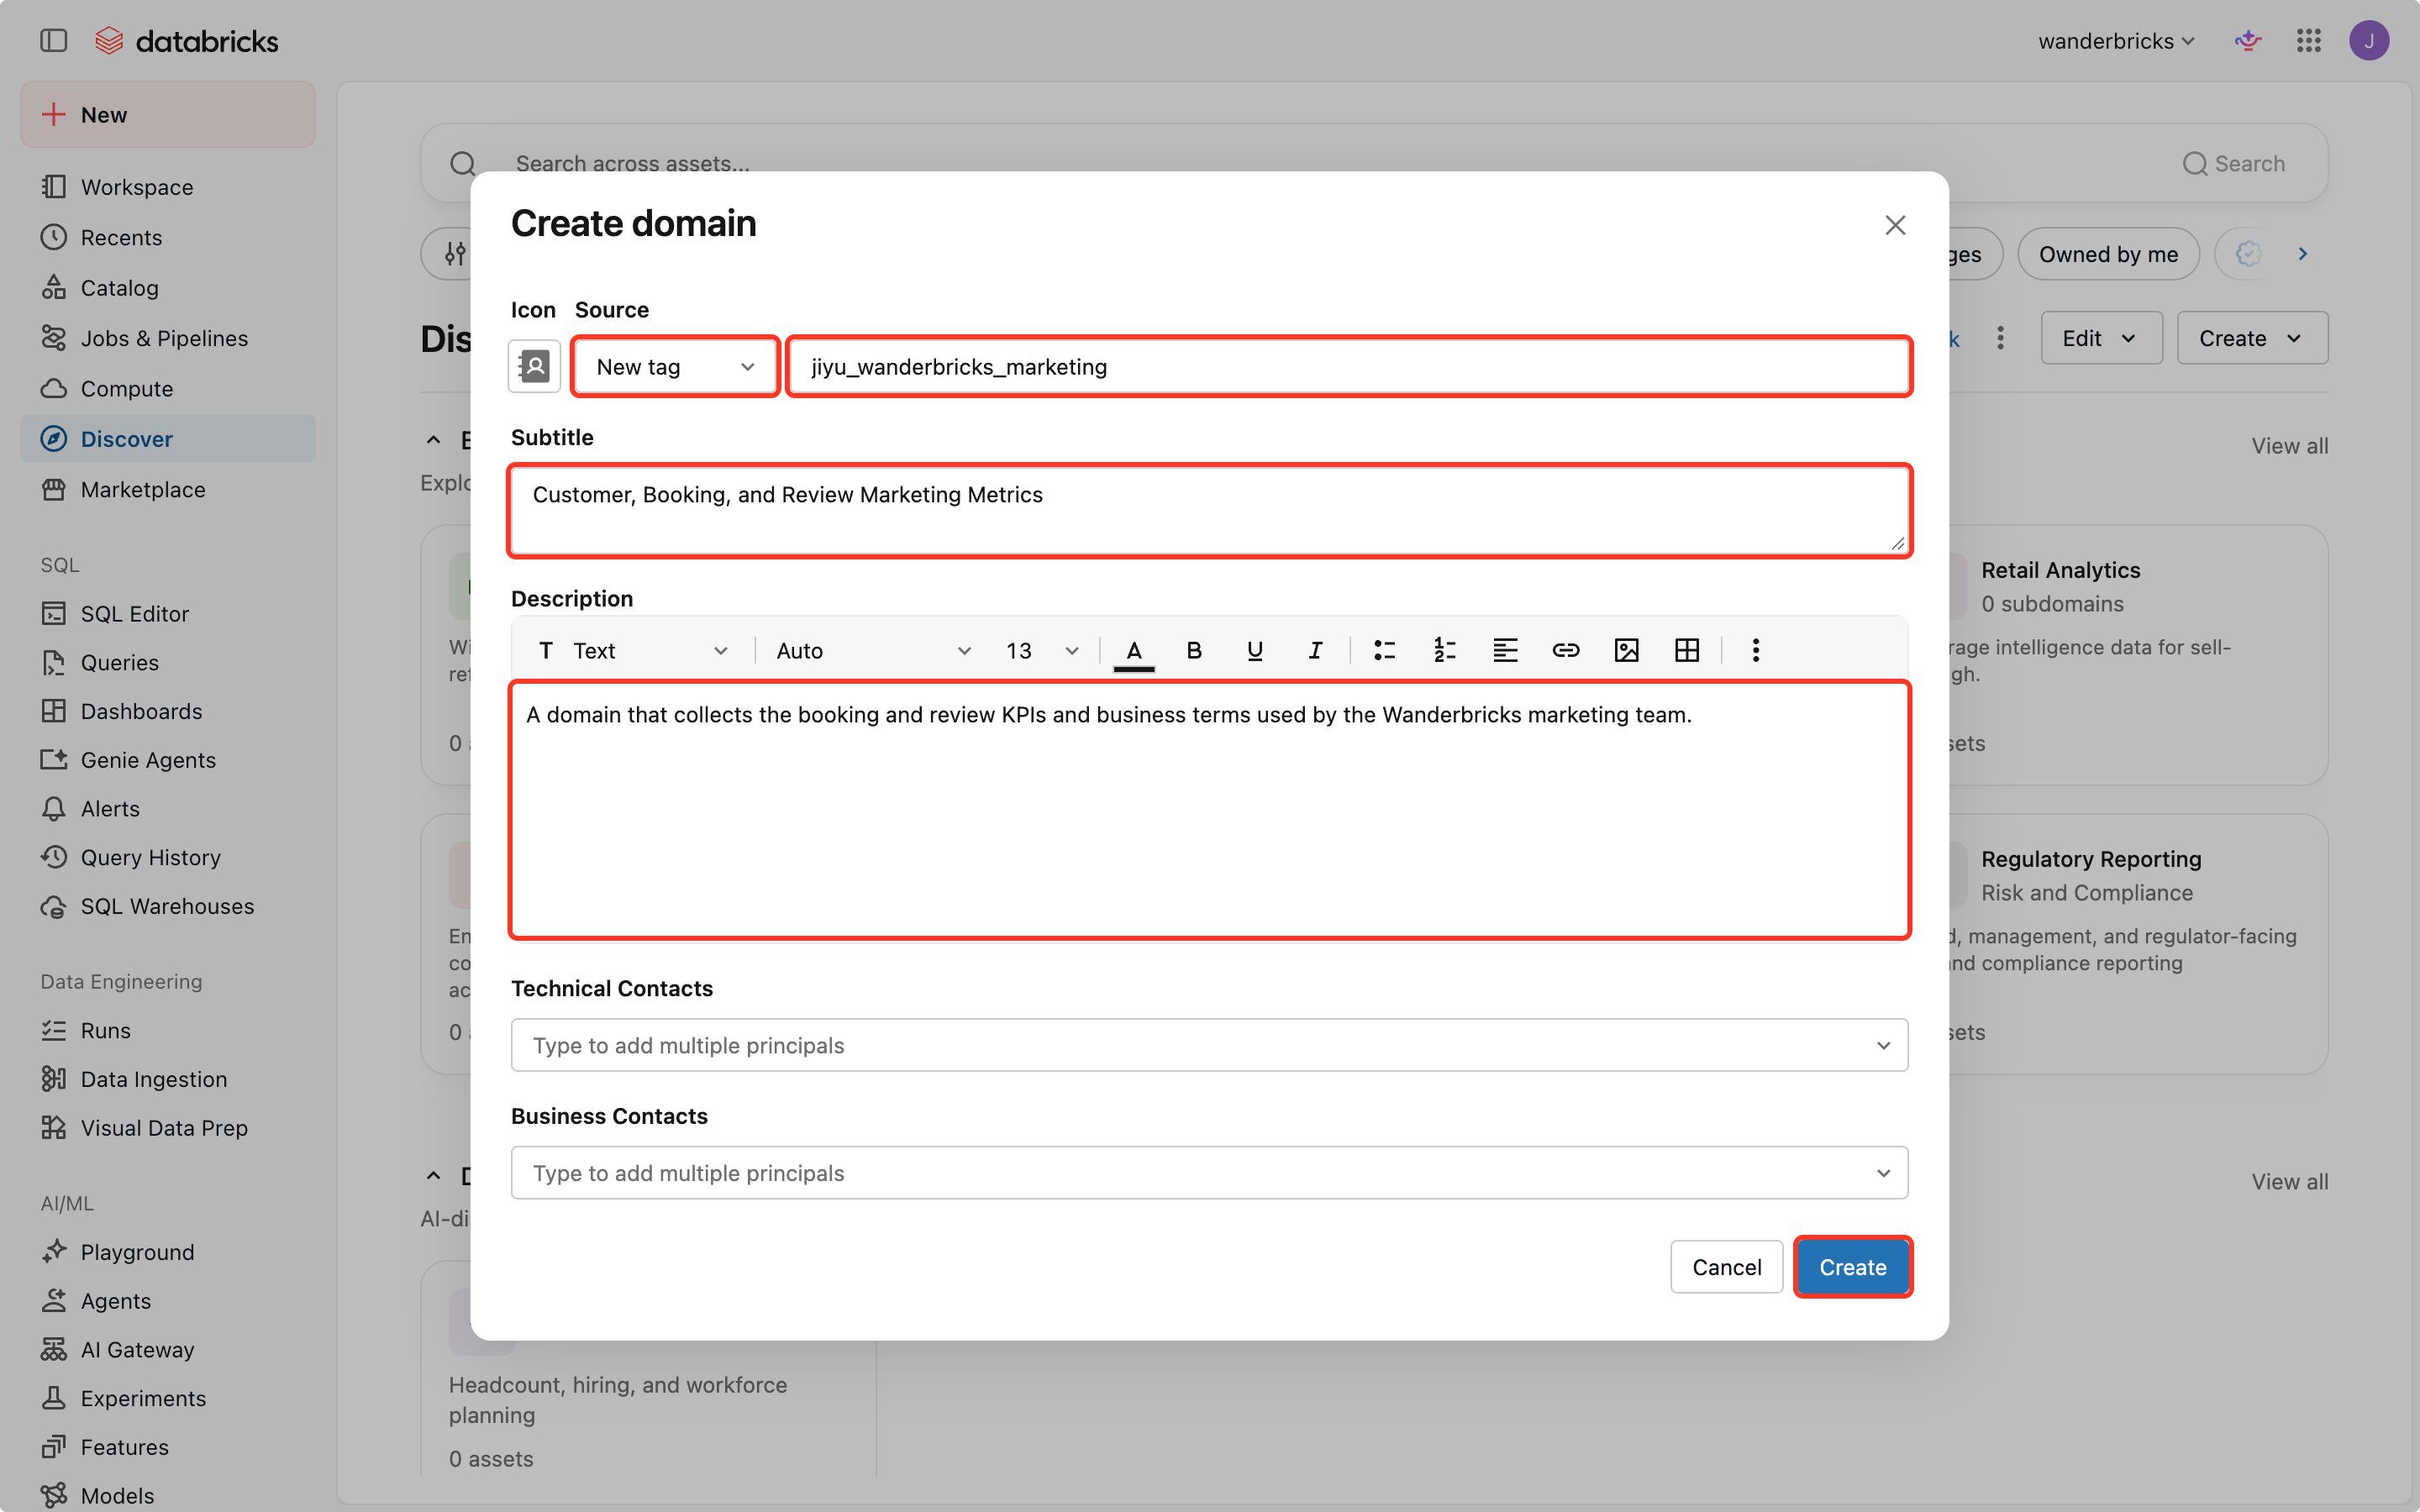 databricks
wanderbricks
J
New
Workspace
Recents
Catalog
Jobs & Pipelines
Compute
Discover
Marketplace
SQL
SQL Editor
Queries
Dashboards
Genie Agents
Alerts
Query History
SQL Warehouses
Data Engineering
Runs
Data Ingestion
Visual Data Prep
AI/ML
Playground
Agents
AI Gateway
Experiments
Features
Models
Search across assets...
Search
Owned by me
Edit
Create
View all
Retail Analytics
0 subdomains
intelligence data for sell-
Regulatory Reporting
Risk and Compliance
management, and regulator-facing
compliance reporting
View all
Headcount, hiring, and workforce
planning
0 assets
Create domain
Icon
Source
New tag
jiyu_wanderbricks_marketing
Subtitle
Customer, Booking, and Review Marketing Metrics
Description
T Text
Auto
13
A B U I
A domain that collects the booking and review KPIs and business terms used by the Wanderbricks marketing team.
Technical Contacts
Type to add multiple principals
Business Contacts
Type to add multiple principals
Cancel
Create